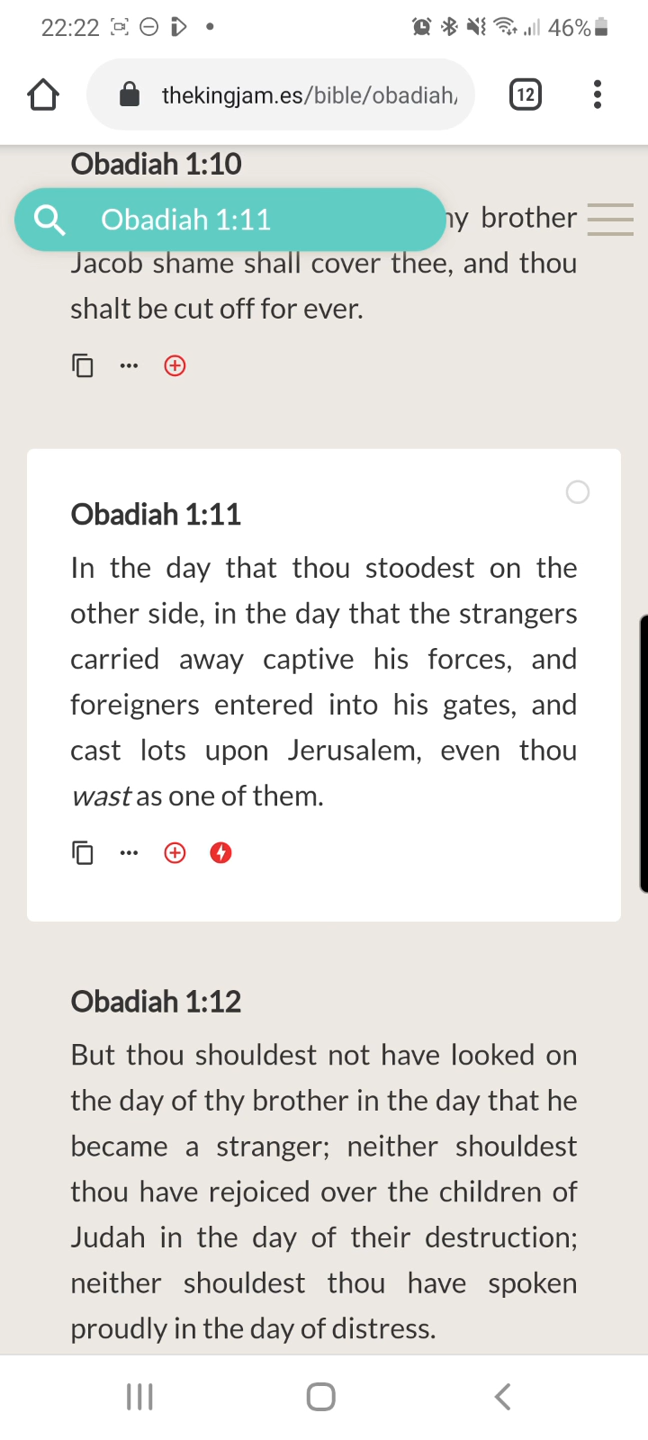 22:22
46%
thekingjam.es/bible/obadiah
12
Obadiah 1:10
Obadiah 1:11
brother
Jacob shame shall cover thee, and thou
shalt be cut off for ever.
Obadiah 1:11
In the day that thou stoodest on the
other side, in the day that the strangers
carried away captive his forces, and
foreigners entered into his gates, and
cast lots upon Jerusalem, even thou
wast as one of them.
Obadiah 1:12
But thou shouldest not have looked on
the day of thy brother in the day that he
became a stranger; neither shouldest
thou have rejoiced over the children of
Judah in the day of their destruction;
neither shouldest thou have spoken
proudly in the day of distress.